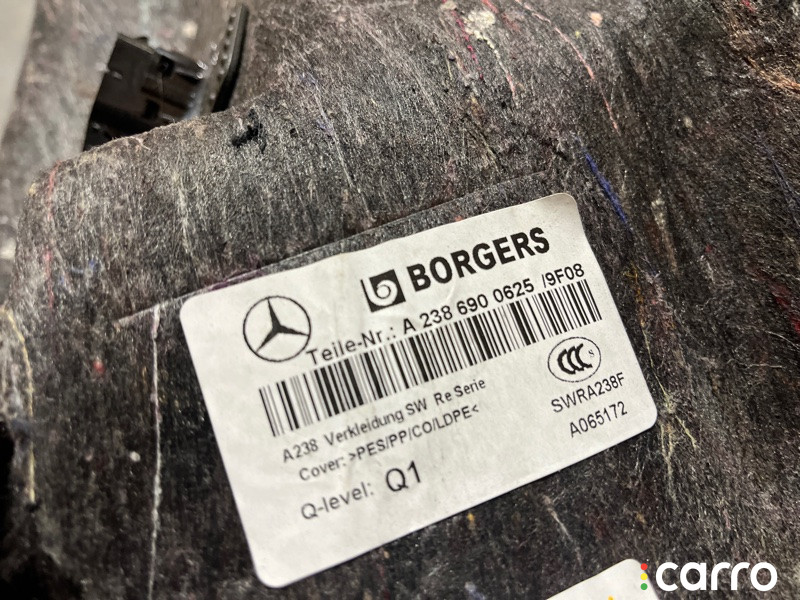 BORGERS
Teile-Nr.: A 238 690 0625 /9F08
CCC S
SWRA238F
A065172
A238 Verkleidung SW Re Serie
Cover: >PES/PP/CO/LDPE<
Q-level: Q1
carro